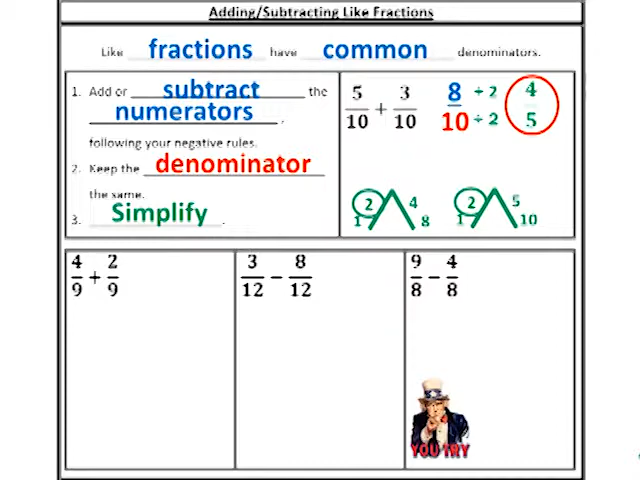 Adding/Subtracting Like Fractions
Like fractions have common denominators.
1. Add or subtract the
numerators,
following your negative rules.
2. Keep the denominator
the same.
3. Simplify.
5/10 + 3/10 8/10 ÷ 2 ÷ 2 4/5
2 4 2 5
1 8 1 10
4/9 + 2/9
3/12 − 8/12
9/8 − 4/8
YOU TRY